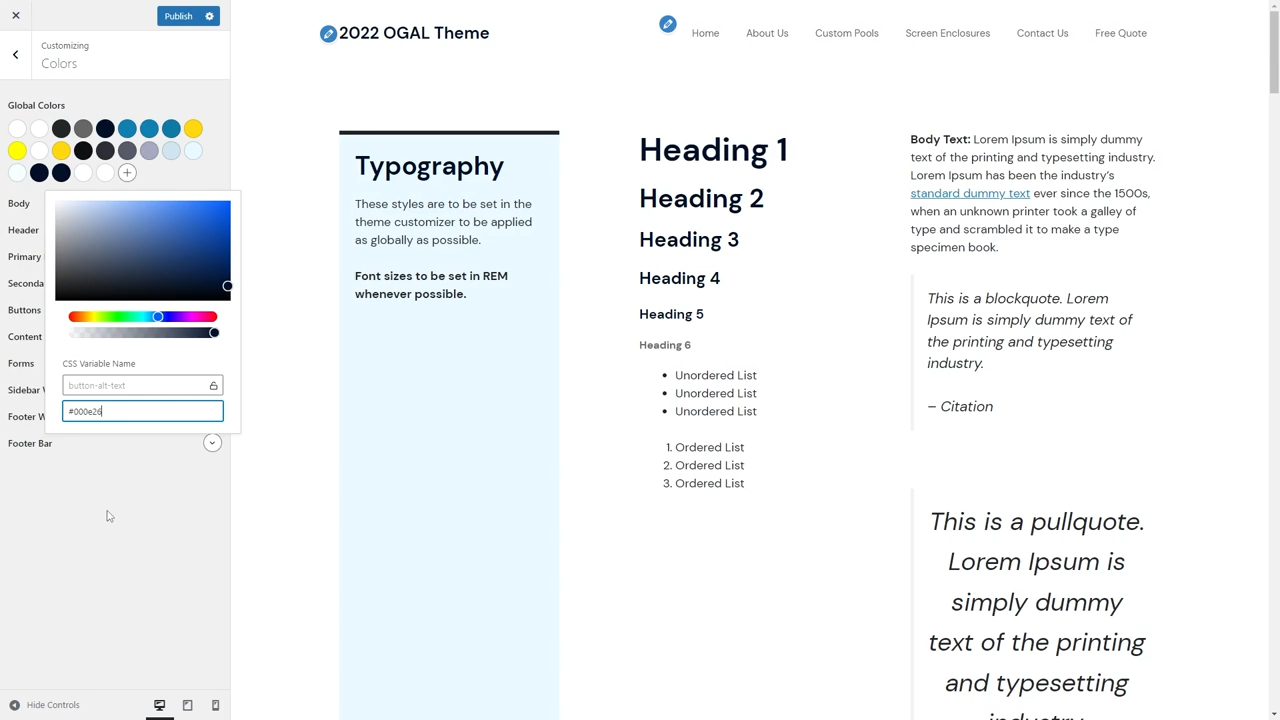 Publish
Customizing
Colors
Global Colors
Body
Header
Primary
Seconda
Buttons
Content
Forms
Sidebar W
Footer W
Footer Bar
CSS Variable Name
button-alt-text
#000e26
Hide Controls
2022 OGAL Theme
Home
About Us
Custom Pools
Screen Enclosures
Contact Us
Free Quote
Typography
These styles are to be set in the
theme customizer to be applied
as globally as possible.
Font sizes to be set in REM
whenever possible.
Heading 1
Heading 2
Heading 3
Heading 4
Heading 5
Heading 6
• Unordered List
• Unordered List
• Unordered List
1. Ordered List
2. Ordered List
3. Ordered List
Body Text: Lorem Ipsum is simply dummy
text of the printing and typesetting industry.
Lorem Ipsum has been the industry’s
standard dummy text ever since the 1500s,
when an unknown printer took a galley of
type and scrambled it to make a type
specimen book.
This is a blockquote. Lorem
Ipsum is simply dummy text of
the printing and typesetting
industry.
– Citation
This is a pullquote.
Lorem Ipsum is
simply dummy
text of the printing
and typesetting
industry.